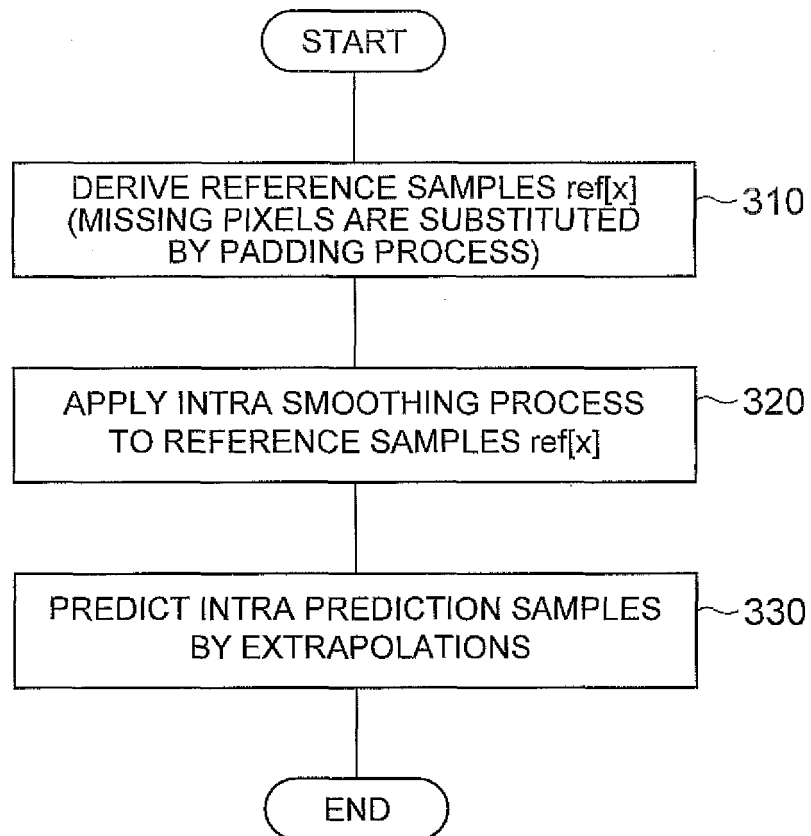 START
DERIVE REFERENCE SAMPLES ref[x]
(MISSING PIXELS ARE SUBSTITUTED
BY PADDING PROCESS)
310
APPLY INTRA SMOOTHING PROCESS
TO REFERENCE SAMPLES ref[x]
320
PREDICT INTRA PREDICTION SAMPLES
BY EXTRAPOLATIONS
330
END